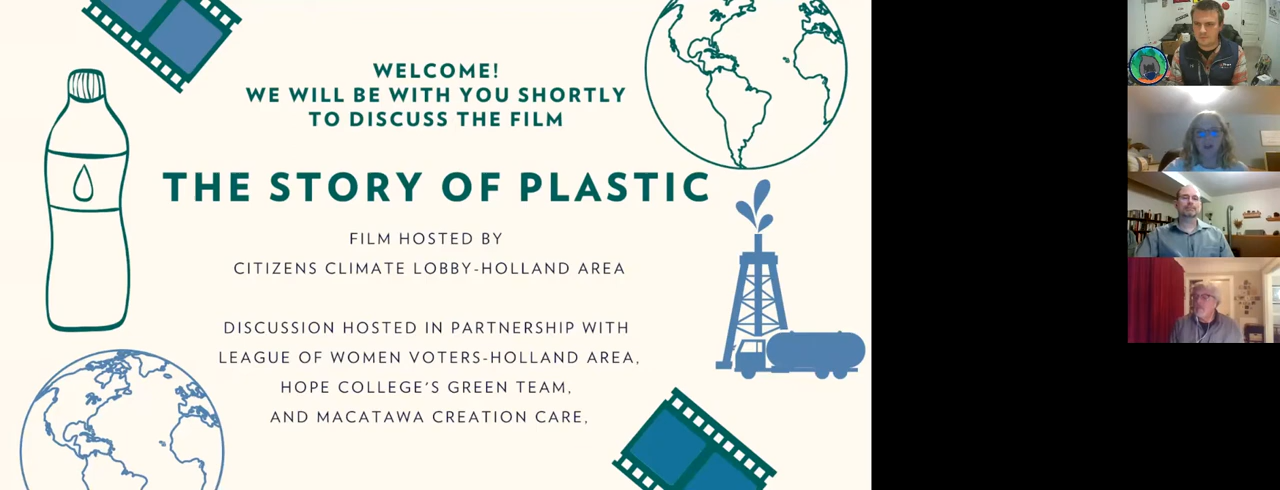 WELCOME!
WE WILL BE WITH YOU SHORTLY
TO DISCUSS THE FILM
THE STORY OF PLASTIC
FILM HOSTED BY
CITIZENS CLIMATE LOBBY-HOLLAND AREA
DISCUSSION HOSTED IN PARTNERSHIP WITH
LEAGUE OF WOMEN VOTERS-HOLLAND AREA,
HOPE COLLEGE'S GREEN TEAM,
AND MACATAWA CREATION CARE,